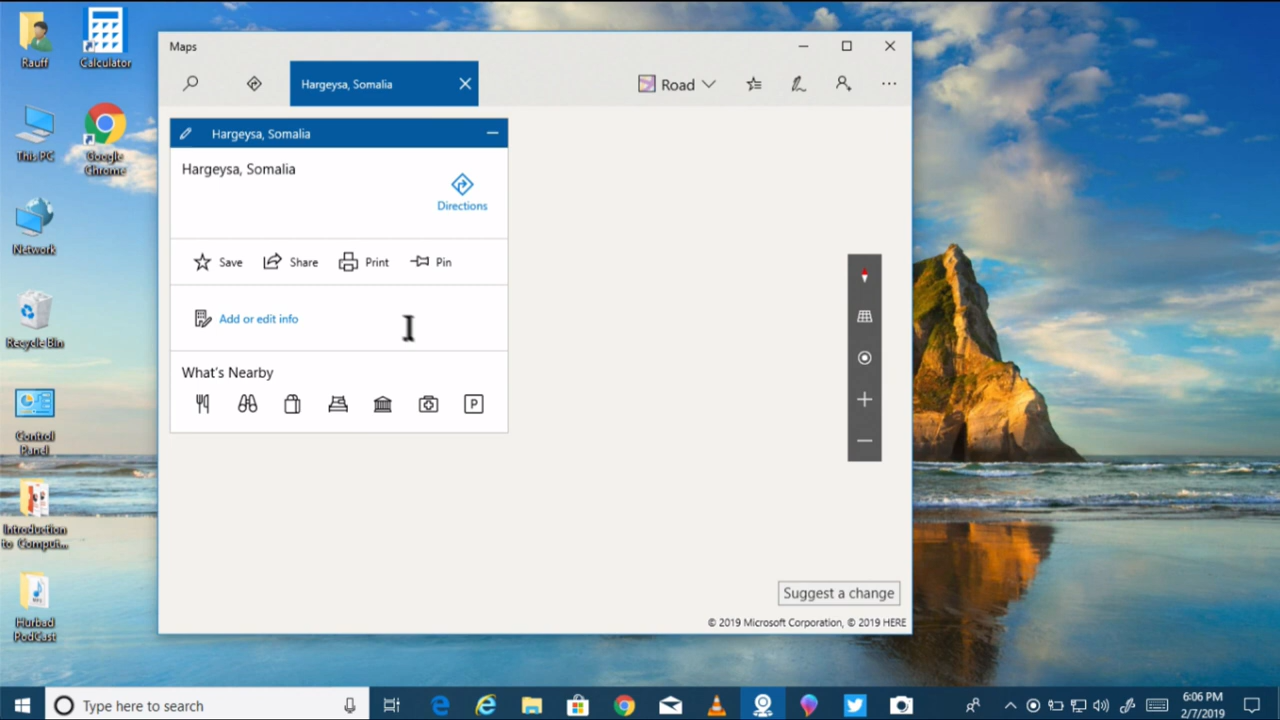 Rauff
Calculator
This PC
Google
Chrome
Network
Recycle Bin
Control
Panel
Introduction
to Comput...
Hurbad
PodCast
Maps
Hargeysa, Somalia
Road
Hargeysa, Somalia
Hargeysa, Somalia
Directions
Save
Share
Print
Pin
Add or edit info
What's Nearby
P
Suggest a change
© 2019 Microsoft Corporation, © 2019 HERE
Type here to search
6:06 PM
2/7/2019